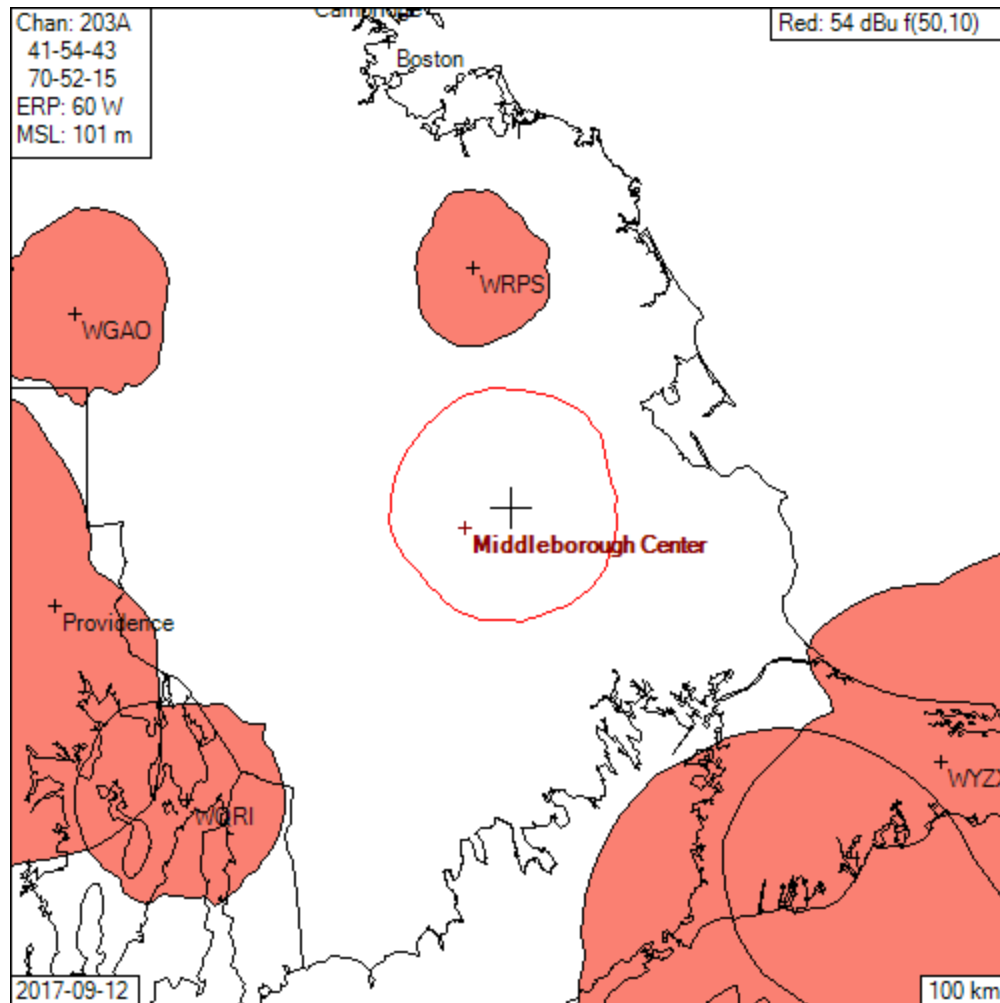 Chan: 203A
41-54-43
70-52-15
ERP: 60 W
MSL: 101 m
Red: 54 dBu f(50,10)
Boston
WRPS
WGAO
Middleborough Center
Providence
WYZX
WQRI
2017-09-12
100 km